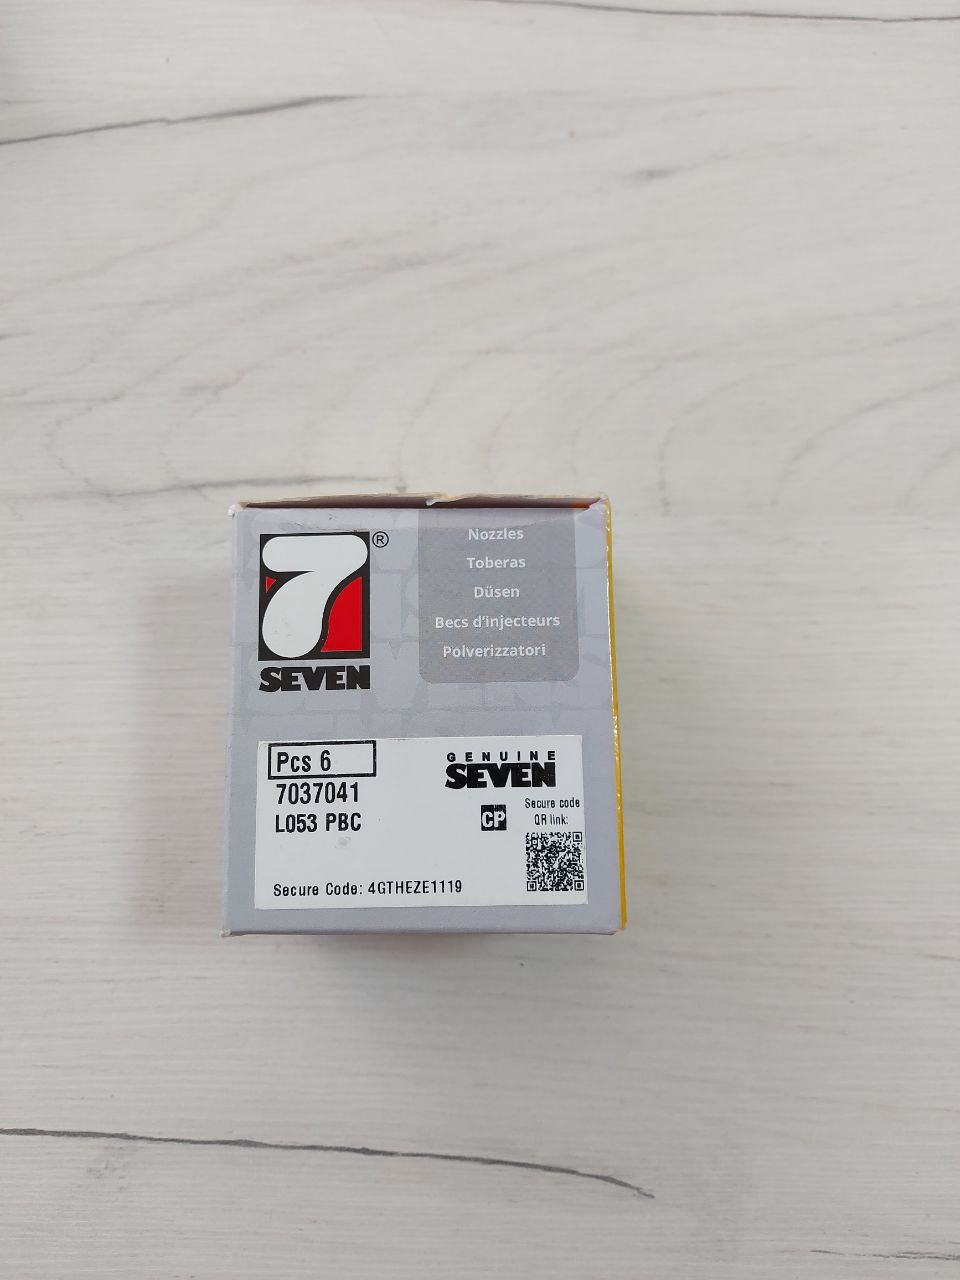 7®
SEVEN
Nozzles
Toberas
Düsen
Becs d'injecteurs
Polverizzatori
Pcs 6
7037041
L053 PBC
GENUINE
SEVEN
CP
Secure code
QR link:
Secure Code: 4GTHEZE1119